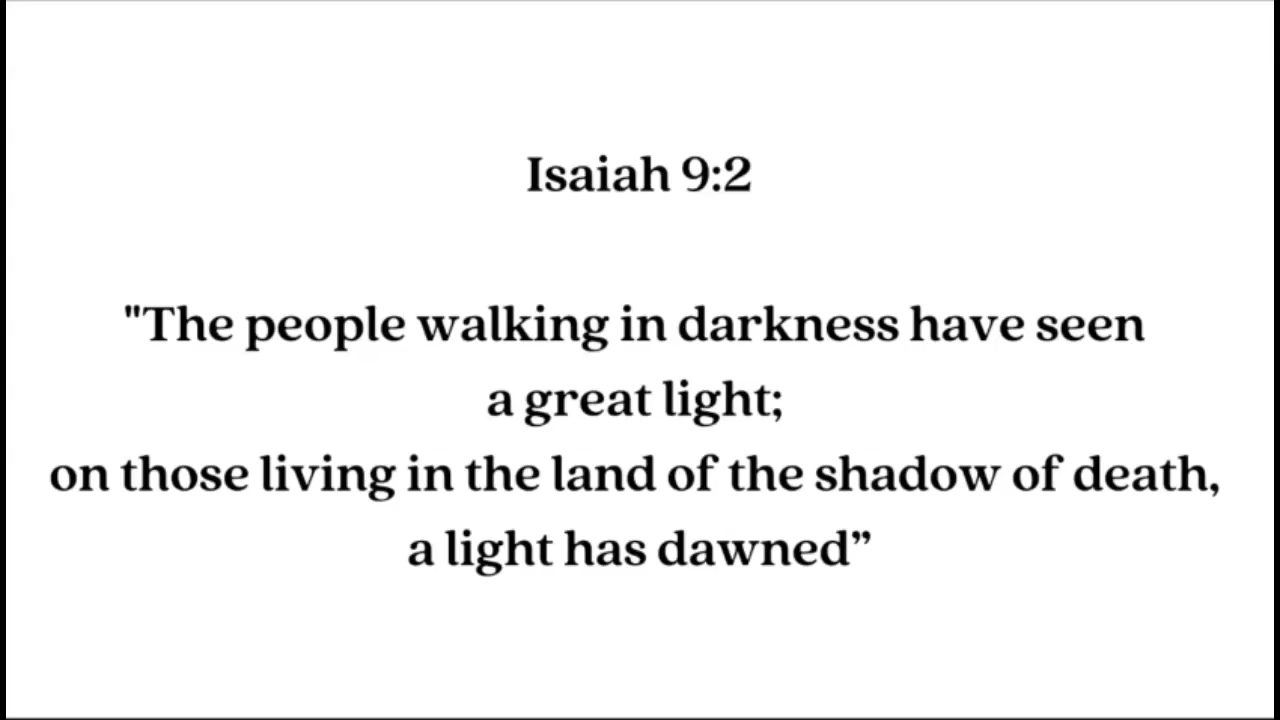 Isaiah 9:2
"The people walking in darkness have seen
a great light;
on those living in the land of the shadow of death,
a light has dawned”